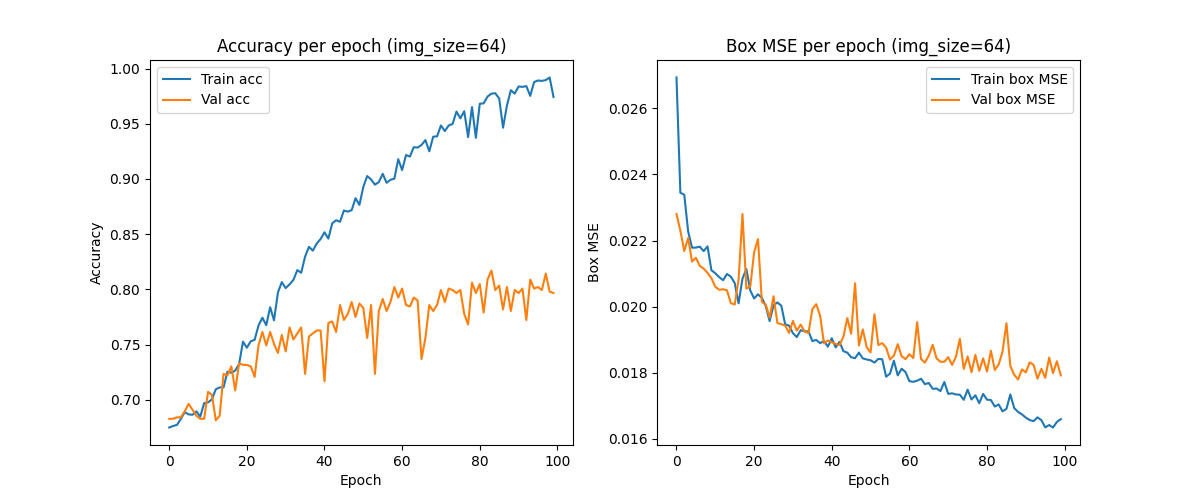 Accuracy per epoch (img_size=64)
1.00
0.95
0.90
0.85
0.80
0.75
0.70
Accuracy
Train acc
Val acc
0 20 40 60 80 100
Epoch
Box MSE per epoch (img_size=64)
0.026
0.024
0.022
0.020
0.018
0.016
Box MSE
Train box MSE
Val box MSE
0 20 40 60 80 100
Epoch